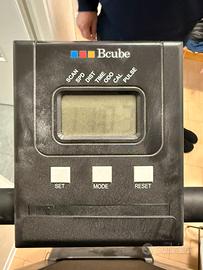 Bcube
SCAN
SPD
DIST
TIME
ODO
CAL
PULSE
SET
MODE
RESET